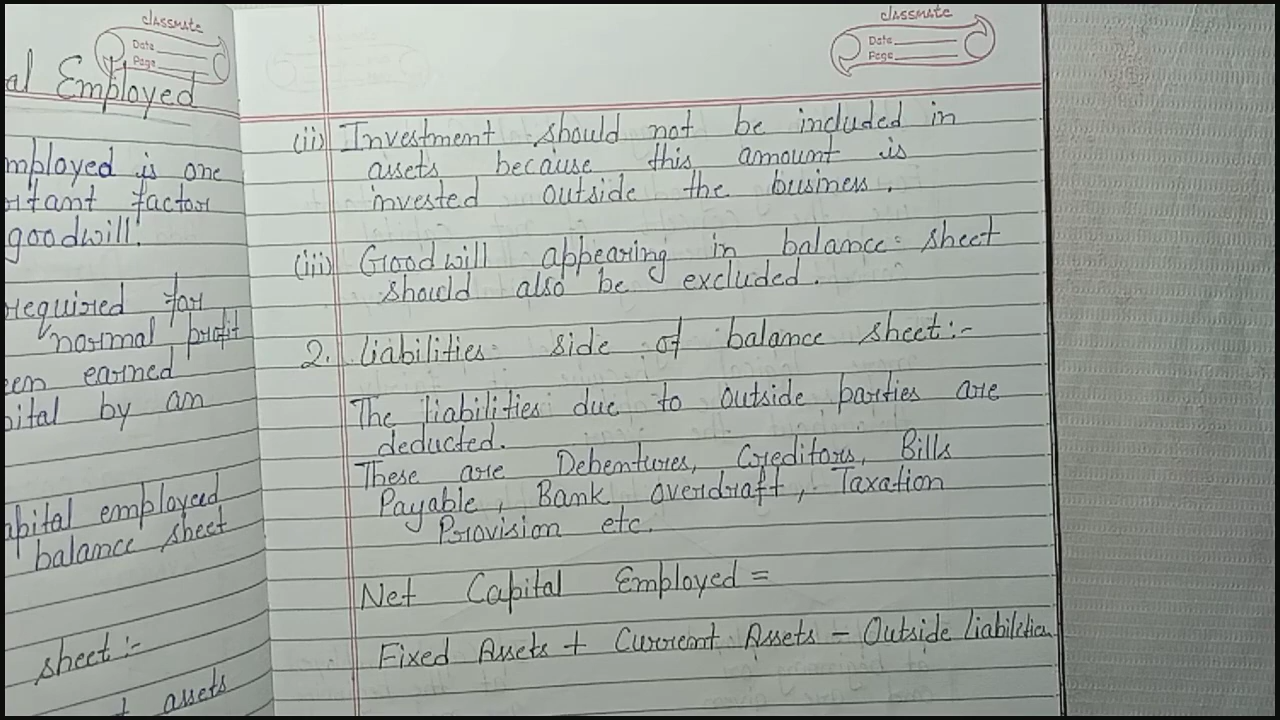 classmate
Date
Page
Employed
mployed is one
rtant factor
goodwill.
required for
normal profit
een earned
pital by an
apital employed
balance sheet
sheet :-
assets
classmate
Date
Page
(ii) Investment should not be included in
assets because this amount is
invested outside the business.
(iii) Goodwill appearing in balance sheet
should also be excluded.
2. liabilities side of balance sheet :-
The liabilities due to outside parties are
deducted.
These are Debentures, Creditors, Bills
Payable, Bank overdraft, Taxation
Provision etc.
Net Capital Employed =
Fixed Assets + Current Assets - Outside liabilities